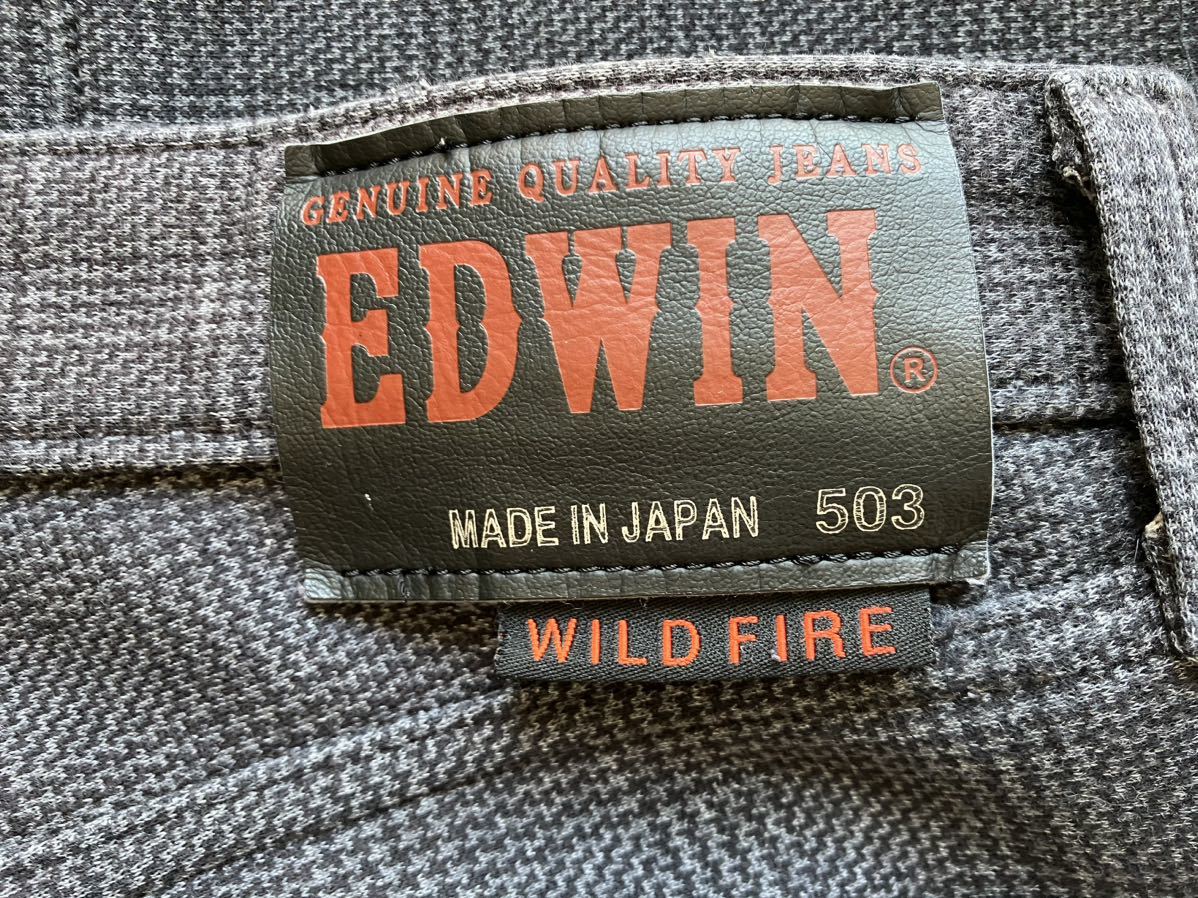 GENUINE QUALITY JEANS
EDWIN®
MADE IN JAPAN 503
WILD FIRE